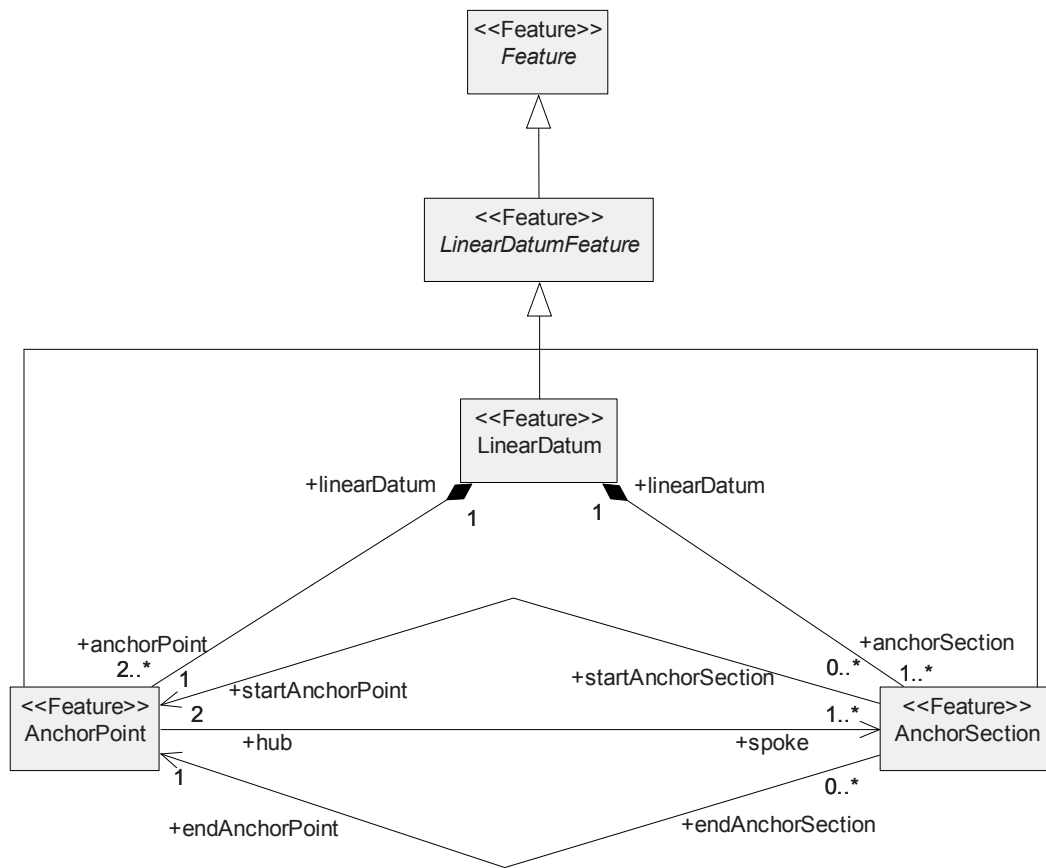 <<Feature>>
Feature
<<Feature>>
LinearDatumFeature
<<Feature>>
LinearDatum
+linearDatum
+linearDatum
1
1
+anchorPoint
+anchorSection
2..*
1
0..*
1..*
+startAnchorPoint
+startAnchorSection
<<Feature>>
AnchorPoint
2
1..*
<<Feature>>
AnchorSection
+hub
+spoke
1
0..*
+endAnchorPoint
+endAnchorSection